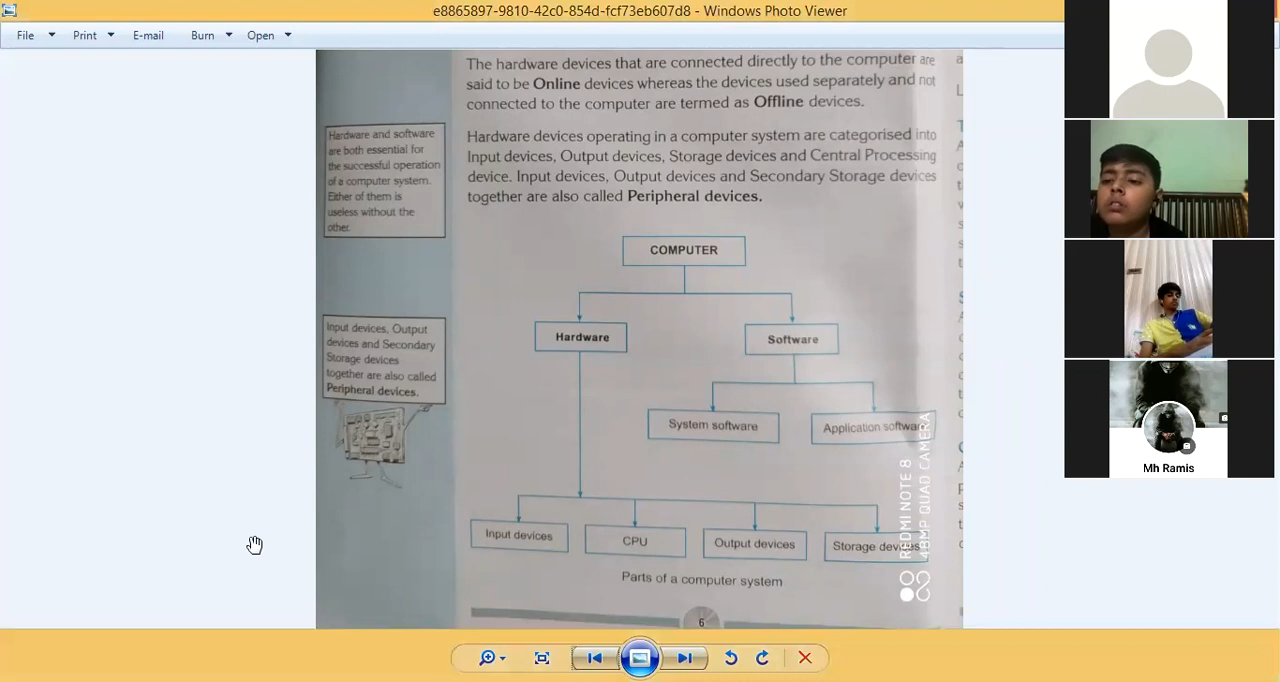 e8865897-9810-42c0-854d-fcf73eb607d8 - Windows Photo Viewer
File Print E-mail Burn Open
The hardware devices that are connected directly to the computer are
said to be Online devices whereas the devices used separately and not
connected to the computer are termed as Offline devices.
Hardware and software
are both essential for
the successful operation
of a computer system.
Either of them is
useless without the
other.
Hardware devices operating in a computer system are categorised into
Input devices, Output devices, Storage devices and Central Processing
device. Input devices, Output devices and Secondary Storage devices
together are also called Peripheral devices.
COMPUTER
Hardware
Software
Input devices, Output
devices and Secondary
Storage devices
together are also called
Peripheral devices.
System software
Application software
Input devices
CPU
Output devices
Storage devices
Parts of a computer system
6
REDMI NOTE 8
48MP QUAD CAMERA
Mh Ramis